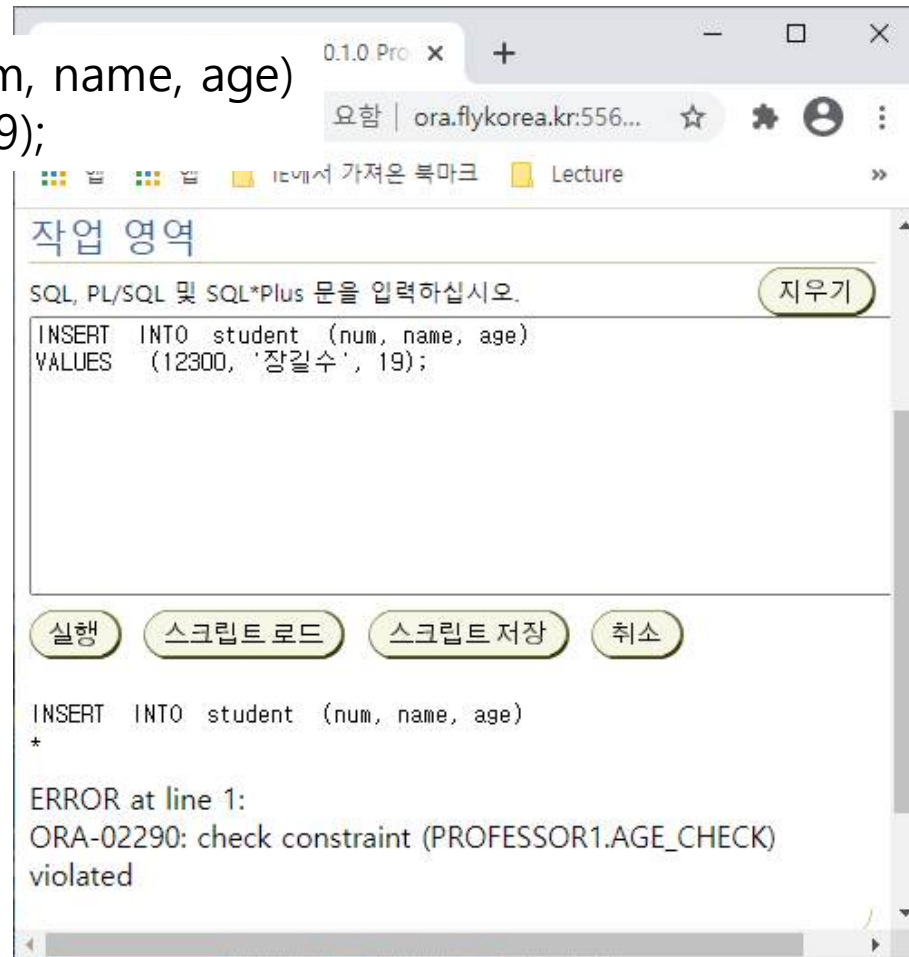 m, name, age)
9);
0.1.0 Pro
요함 | ora.flykorea.kr:556...
앱 앱 IE에서 가져온 북마크 Lecture
작업 영역
SQL, PL/SQL 및 SQL*Plus 문을 입력하십시오.
지우기
INSERT INTO student (num, name, age)
VALUES (12300, '장길수', 19);
실행 스크립트 로드 스크립트 저장 취소
INSERT INTO student (num, name, age)
*
ERROR at line 1:
ORA-02290: check constraint (PROFESSOR1.AGE_CHECK)
violated